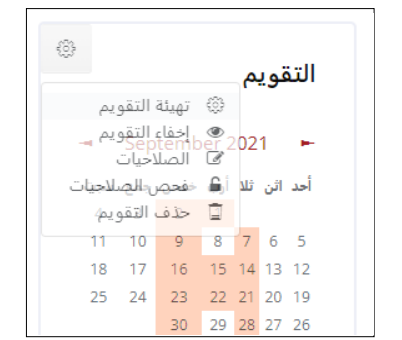 التقويم
تهيئة التقويم
إخفاء التقويم
الصلاحيات
فحص الصلاحيات
حذف التقويم
September 2021
أحد اثن ثلا
5 6 7 8 9 10 11
12 13 14 15 16 17 18
19 20 21 22 23 24 25
26 27 28 29 30